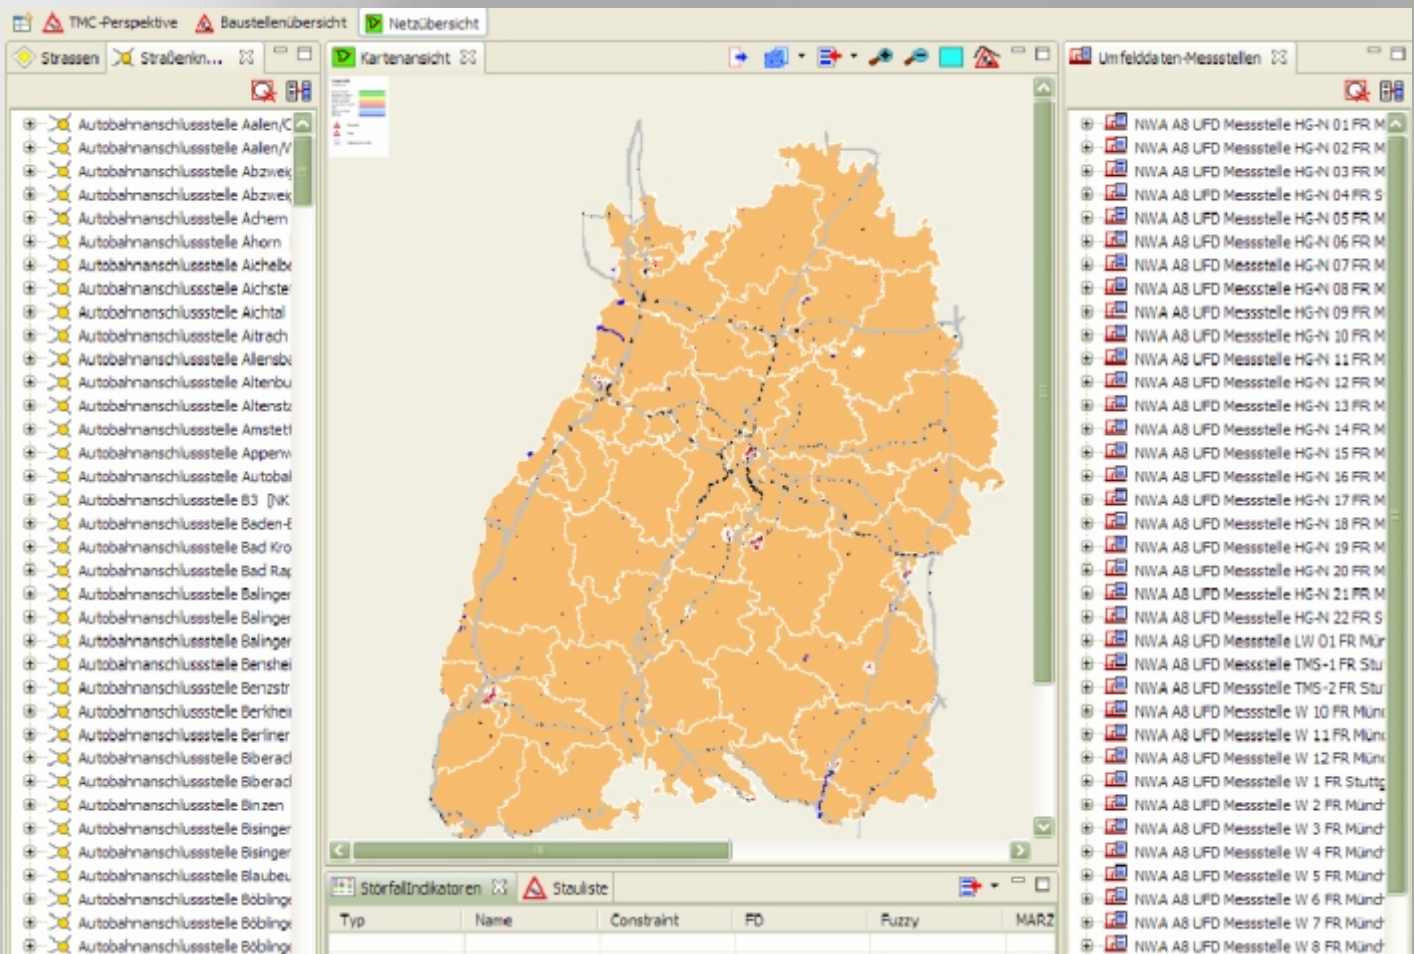 TMC-Perspektive
Baustellenübersicht
Netzübersicht
Strassen
Straßenkn...
Kartenansicht
Umfelddaten-Messstellen
Autobahnanschlussstelle Aalen/
Autobahnanschlussstelle Aalen/
Autobahnanschlussstelle Abzweig
Autobahnanschlussstelle Abzweig
Autobahnanschlussstelle Achern
Autobahnanschlussstelle Ahorn
Autobahnanschlussstelle Aichelbe
Autobahnanschlussstelle Aichste
Autobahnanschlussstelle Aichtal
Autobahnanschlussstelle Aitrach
Autobahnanschlussstelle Allensba
Autobahnanschlussstelle Altenbu
Autobahnanschlussstelle Altensta
Autobahnanschlussstelle Amstett
Autobahnanschlussstelle Appenw
Autobahnanschlussstelle Autobal
Autobahnanschlussstelle B3 [NK
Autobahnanschlussstelle Baden-B
Autobahnanschlussstelle Bad Kro
Autobahnanschlussstelle Bad Rap
Autobahnanschlussstelle Balinger
Autobahnanschlussstelle Balinger
Autobahnanschlussstelle Balinger
Autobahnanschlussstelle Benshei
Autobahnanschlussstelle Benzstr
Autobahnanschlussstelle Berkhei
Autobahnanschlussstelle Berliner
Autobahnanschlussstelle Biberach
Autobahnanschlussstelle Biberach
Autobahnanschlussstelle Binzen
Autobahnanschlussstelle Bisinger
Autobahnanschlussstelle Bisinger
Autobahnanschlussstelle Blaubeu
Autobahnanschlussstelle Böblinge
Autobahnanschlussstelle Böblinge
Autobahnanschlussstelle Böblinge
StörfallIndikatoren
Stauliste
Typ
Name
Constraint
FD
Fuzzy
MARZ
NWA A8 UFD Messstelle HG-N 01 FR M
NWA A8 UFD Messstelle HG-N 02 FR M
NWA A8 UFD Messstelle HG-N 03 FR M
NWA A8 UFD Messstelle HG-N 04 FR S
NWA A8 UFD Messstelle HG-N 05 FR M
NWA A8 UFD Messstelle HG-N 06 FR M
NWA A8 UFD Messstelle HG-N 07 FR M
NWA A8 UFD Messstelle HG-N 08 FR M
NWA A8 UFD Messstelle HG-N 09 FR M
NWA A8 UFD Messstelle HG-N 10 FR M
NWA A8 UFD Messstelle HG-N 11 FR M
NWA A8 UFD Messstelle HG-N 12 FR M
NWA A8 UFD Messstelle HG-N 13 FR M
NWA A8 UFD Messstelle HG-N 14 FR M
NWA A8 UFD Messstelle HG-N 15 FR M
NWA A8 UFD Messstelle HG-N 16 FR M
NWA A8 UFD Messstelle HG-N 17 FR M
NWA A8 UFD Messstelle HG-N 18 FR M
NWA A8 UFD Messstelle HG-N 19 FR M
NWA A8 UFD Messstelle HG-N 20 FR M
NWA A8 UFD Messstelle HG-N 21 FR M
NWA A8 UFD Messstelle HG-N 22 FR S
NWA A8 UFD Messstelle LW 01 FR Mün
NWA A8 UFD Messstelle TMS-1 FR Stu
NWA A8 UFD Messstelle TMS-2 FR Stu
NWA A8 UFD Messstelle W 10 FR Münc
NWA A8 UFD Messstelle W 11 FR Münc
NWA A8 UFD Messstelle W 12 FR Münc
NWA A8 UFD Messstelle W 1 FR Stuttg
NWA A8 UFD Messstelle W 2 FR Münch
NWA A8 UFD Messstelle W 3 FR Münch
NWA A8 UFD Messstelle W 4 FR Münch
NWA A8 UFD Messstelle W 5 FR Münch
NWA A8 UFD Messstelle W 6 FR Münch
NWA A8 UFD Messstelle W 7 FR Münch
NWA A8 UFD Messstelle W 8 FR Münch